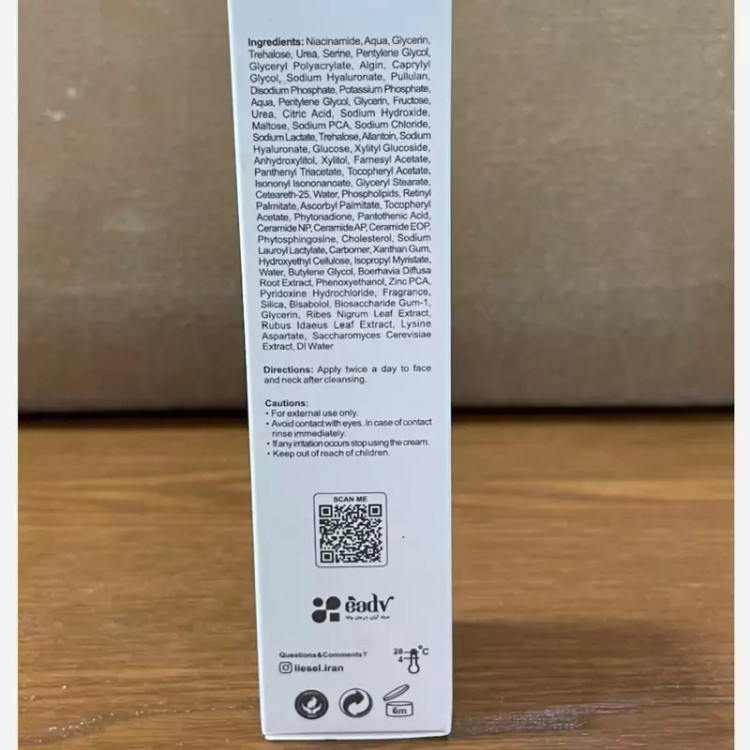 Ingredients: Niacinamide, Aqua, Glycerin,
Trehalose, Urea, Serine, Pentylene Glycol,
Glyceryl Polyacrylate, Algin, Caprylyl
Glycol, Sodium Hyaluronate, Pullulan,
Disodium Phosphate, Potassium Phosphate,
Aqua, Pentylene Glycol, Glycerin, Fructose,
Urea, Citric Acid, Sodium Hydroxide,
Maltose, Sodium PCA, Sodium Chloride,
Sodium Lactate, Trehalose, Allantoin, Sodium
Hyaluronate, Glucose, Xylityl Glucoside,
Anhydroxylitol, Xylitol, Farnesyl Acetate,
Panthenyl Triacetate, Tocopheryl Acetate,
Isononyl Isononanoate, Glyceryl Stearate,
Ceteareth-25, Water, Phospholipids, Retinyl
Palmitate, Ascorbyl Palmitate, Tocopheryl
Acetate, Phytonadione, Pantothenic Acid,
Ceramide NP, Ceramide AP, Ceramide EOP,
Phytosphingosine, Cholesterol, Sodium
Lauroyl Lactylate, Carbomer, Xanthan Gum,
Hydroxyethyl Cellulose, Isopropyl Myristate,
Water, Butylene Glycol, Boerhavia Diffusa
Root Extract, Phenoxyethanol, Zinc PCA,
Pyridoxine Hydrochloride, Fragrance,
Silica, Bisabolol, Biosaccharide Gum-1,
Glycerin, Ribes Nigrum Leaf Extract,
Rubus Idaeus Leaf Extract, Lysine
Aspartate, Saccharomyces Cerevisiae
Extract, DI Water
Directions: Apply twice a day to face
and neck after cleansing.
Cautions:
• For external use only.
• Avoid contact with eyes. In case of contact
rinse immediately.
• If any irritation occurs stop using the cream.
• Keep out of reach of children.
SCAN ME
Questions & Comments?
liesel.iran
28 °C
4
6m